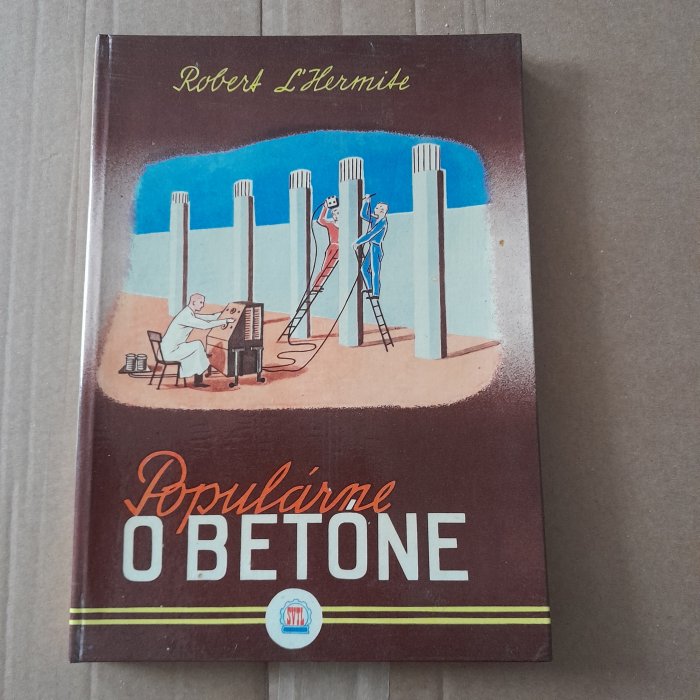 Robert L'Hermite
Populárne
O BETÓNE
SVTL